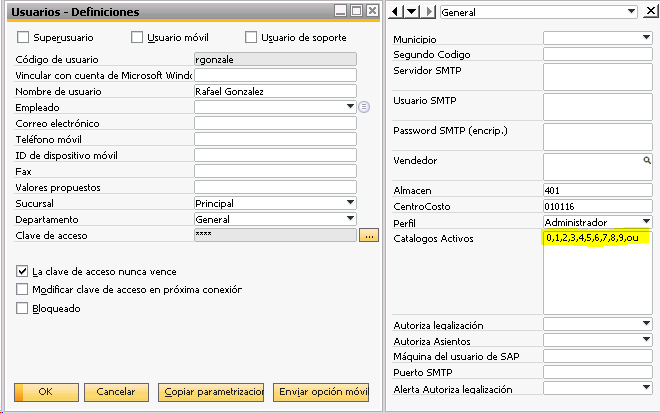 Usuarios - Definiciones
Superusuario
Usuario móvil
Usuario de soporte
Código de usuario
rgonzale
Vincular con cuenta de Microsoft Windo
Nombre de usuario
Rafael Gonzalez
Empleado
Correo electrónico
Teléfono móvil
ID de dispositivo móvil
Fax
Valores propuestos
Sucursal
Principal
Departamento
General
Clave de acceso
****
...
La clave de acceso nunca vence
Modificar clave de acceso en próxima conexión
Bloqueado
OK
Cancelar
Copiar parametrizacion
Enviar opción móvi
General
Municipio
Segundo Codigo
Servidor SMTP
Usuario SMTP
Password SMTP (encrip.)
Vendedor
Almacen
401
CentroCosto
010116
Perfil
Administrador
Catalogos Activos
0,1,2,3,4,5,6,7,8,9,ou
Autoriza legalización
Autoriza Asientos
Máquina del usuario de SAP
Puerto SMTP
Alerta Autoriza legalización